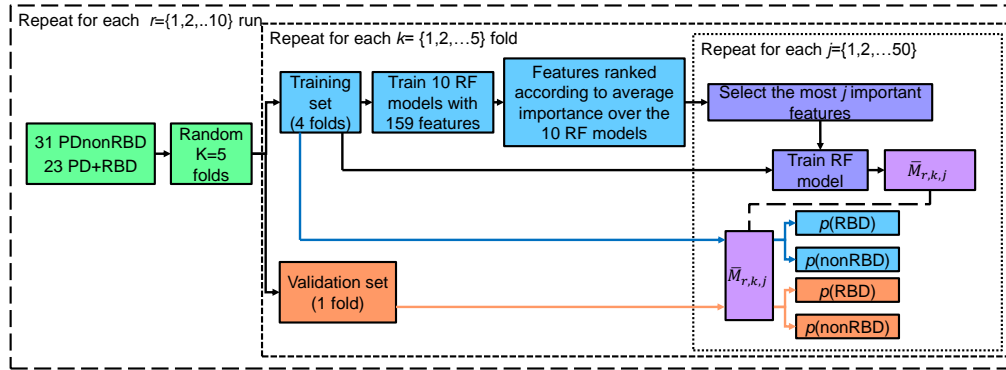 Repeat for each r={1,2,..10} run
Repeat for each k= {1,2,…5} fold
Repeat for each j={1,2,…50}
31 PDnonRBD
23 PD+RBD
Random
K=5
folds
Training
set
(4 folds)
Train 10 RF
models with
159 features
Features ranked
according to average
importance over the
10 RF models
Select the most j important
features
Train RF
model
M̅r,k,j
Validation set
(1 fold)
M̅r,k,j
p(RBD)
p(nonRBD)
p(RBD)
p(nonRBD)